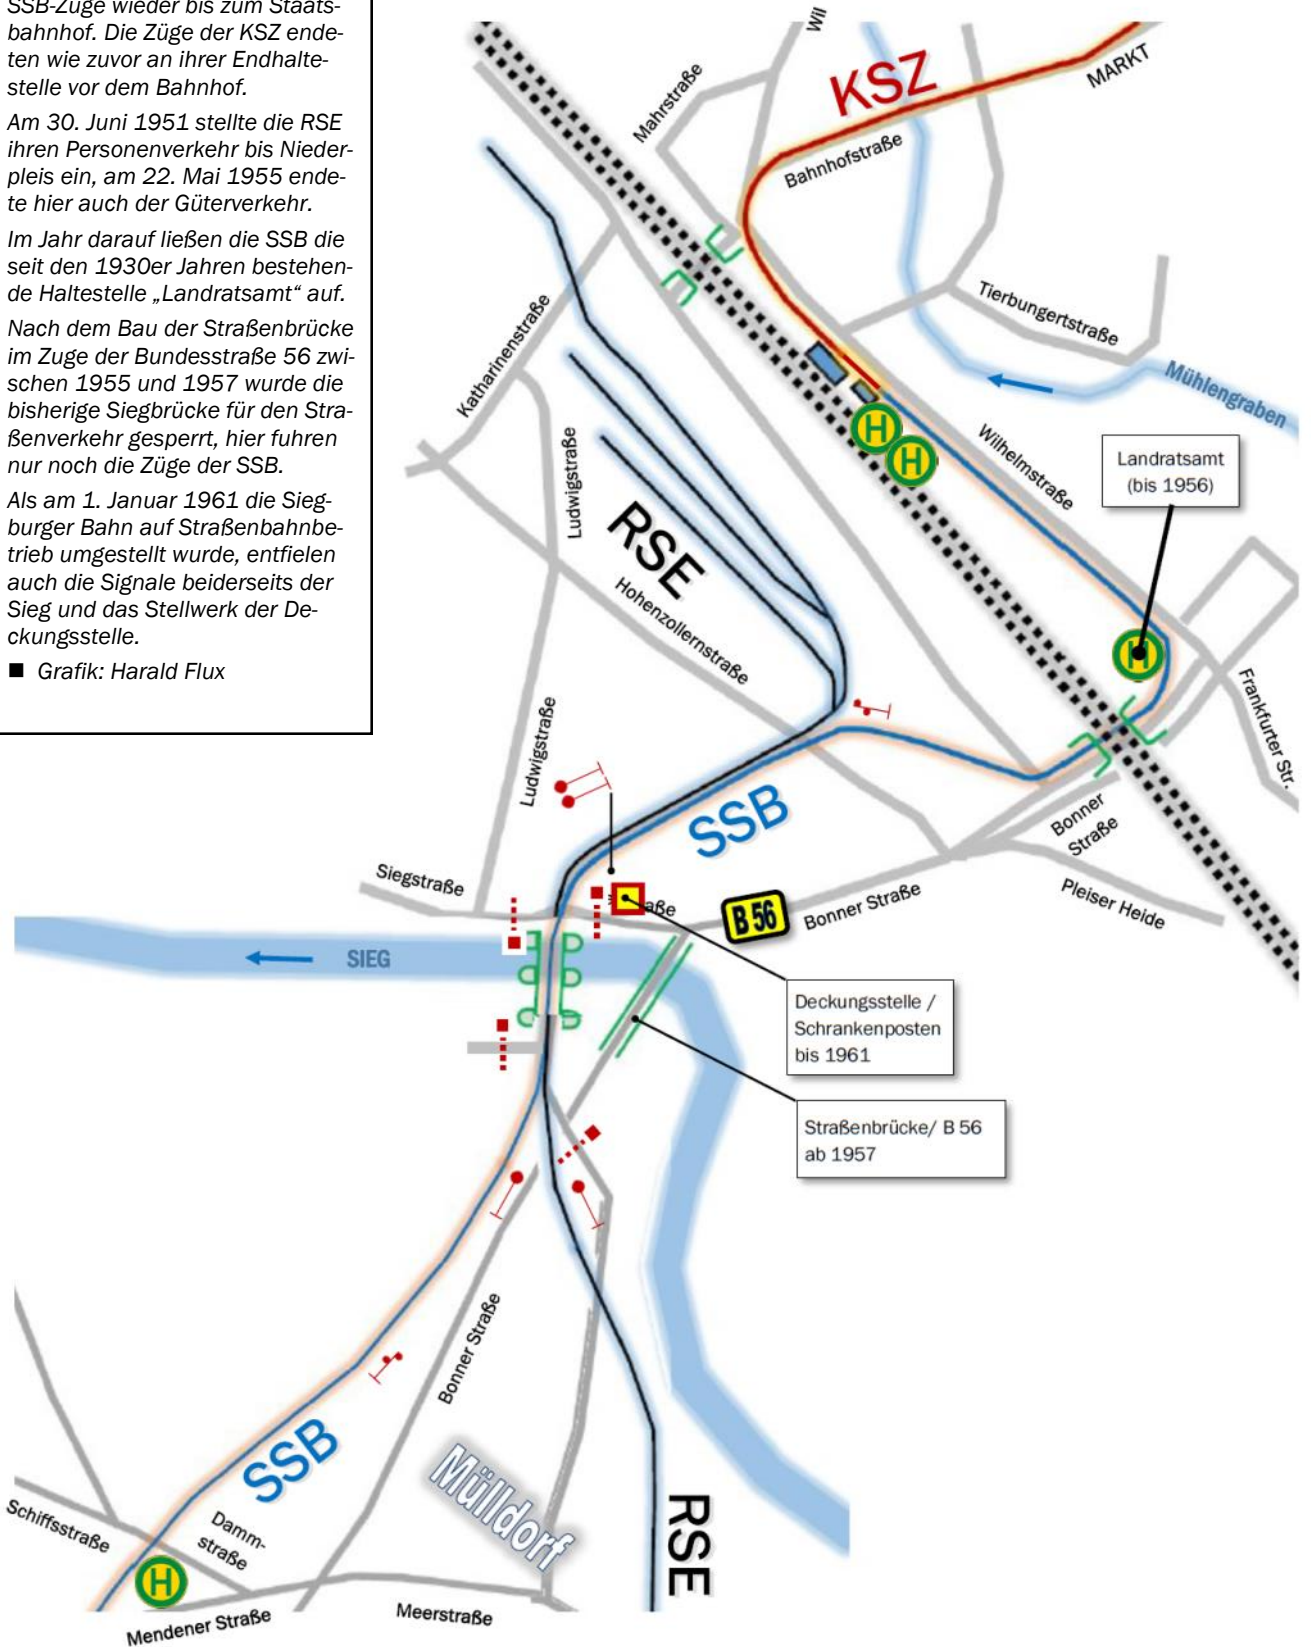 SSB-Züge wieder bis zum Staats-
bahnhof. Die Züge der KSZ ende-
ten wie zuvor an ihrer Endhalte-
stelle vor dem Bahnhof.
Am 30. Juni 1951 stellte die RSE
ihren Personenverkehr bis Nieder-
pleis ein, am 22. Mai 1955 ende-
te hier auch der Güterverkehr.
Im Jahr darauf ließen die SSB die
seit den 1930er Jahren bestehen-
de Haltestelle „Landratsamt“ auf.
Nach dem Bau der Straßenbrücke
im Zuge der Bundesstraße 56 zwi-
schen 1955 und 1957 wurde die
bisherige Siegbrücke für den Stra-
ßenverkehr gesperrt, hier fuhren
nur noch die Züge der SSB.
Als am 1. Januar 1961 die Sieg-
burger Bahn auf Straßenbahnbe-
trieb umgestellt wurde, entfielen
auch die Signale beiderseits der
Sieg und das Stellwerk der De-
ckungsstelle.
■ Grafik: Harald Flux
Wil
KSZ
MARKT
Mahrstraße
Bahnhofstraße
Tierbungertstraße
Mühlengraben
Katharinenstraße
Ludwigstraße
H
H
Wilhelmstraße
Landratsamt
(bis 1956)
RSE
Hohenzollernstraße
H
Frankfurter Str.
Ludwigstraße
SSB
Bonner
Straße
Siegstraße
aße
B 56
Bonner Straße
Pleiser Heide
SIEG
Deckungsstelle /
Schrankenposten
bis 1961
Straßenbrücke/ B 56
ab 1957
Bonner Straße
SSB
Mülldorf
RSE
Schiffsstraße
Damm-
straße
H
Mendener Straße
Meerstraße